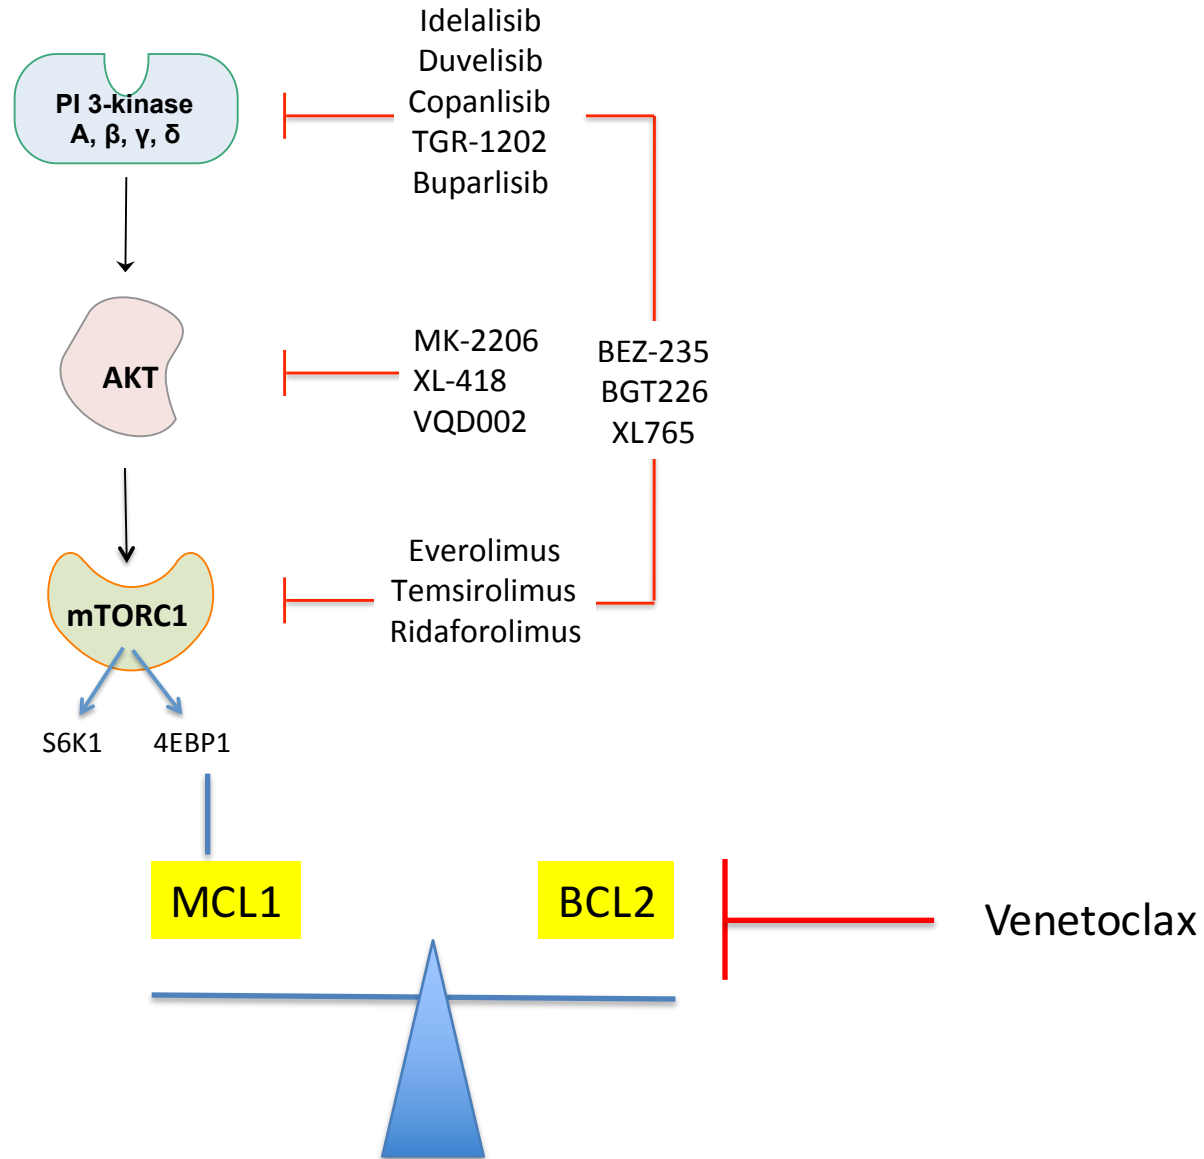 Idelalisib
Duvelisib
Copanlisib
TGR-1202
Buparlisib
PI 3-kinase
Α, β, γ, δ
AKT
MK-2206
XL-418
VQD002
BEZ-235
BGT226
XL765
mTORC1
Everolimus
Temsirolimus
Ridaforolimus
S6K1
4EBP1
MCL1
BCL2
Venetoclax